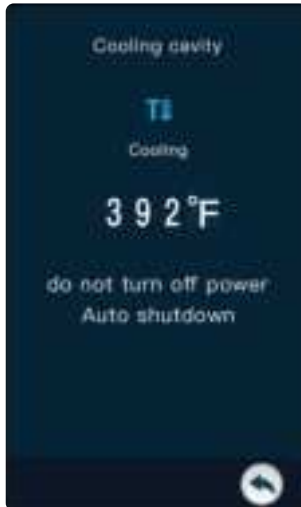 Cooling cavity
Cooling
392°F
do not turn off power
Auto shutdown